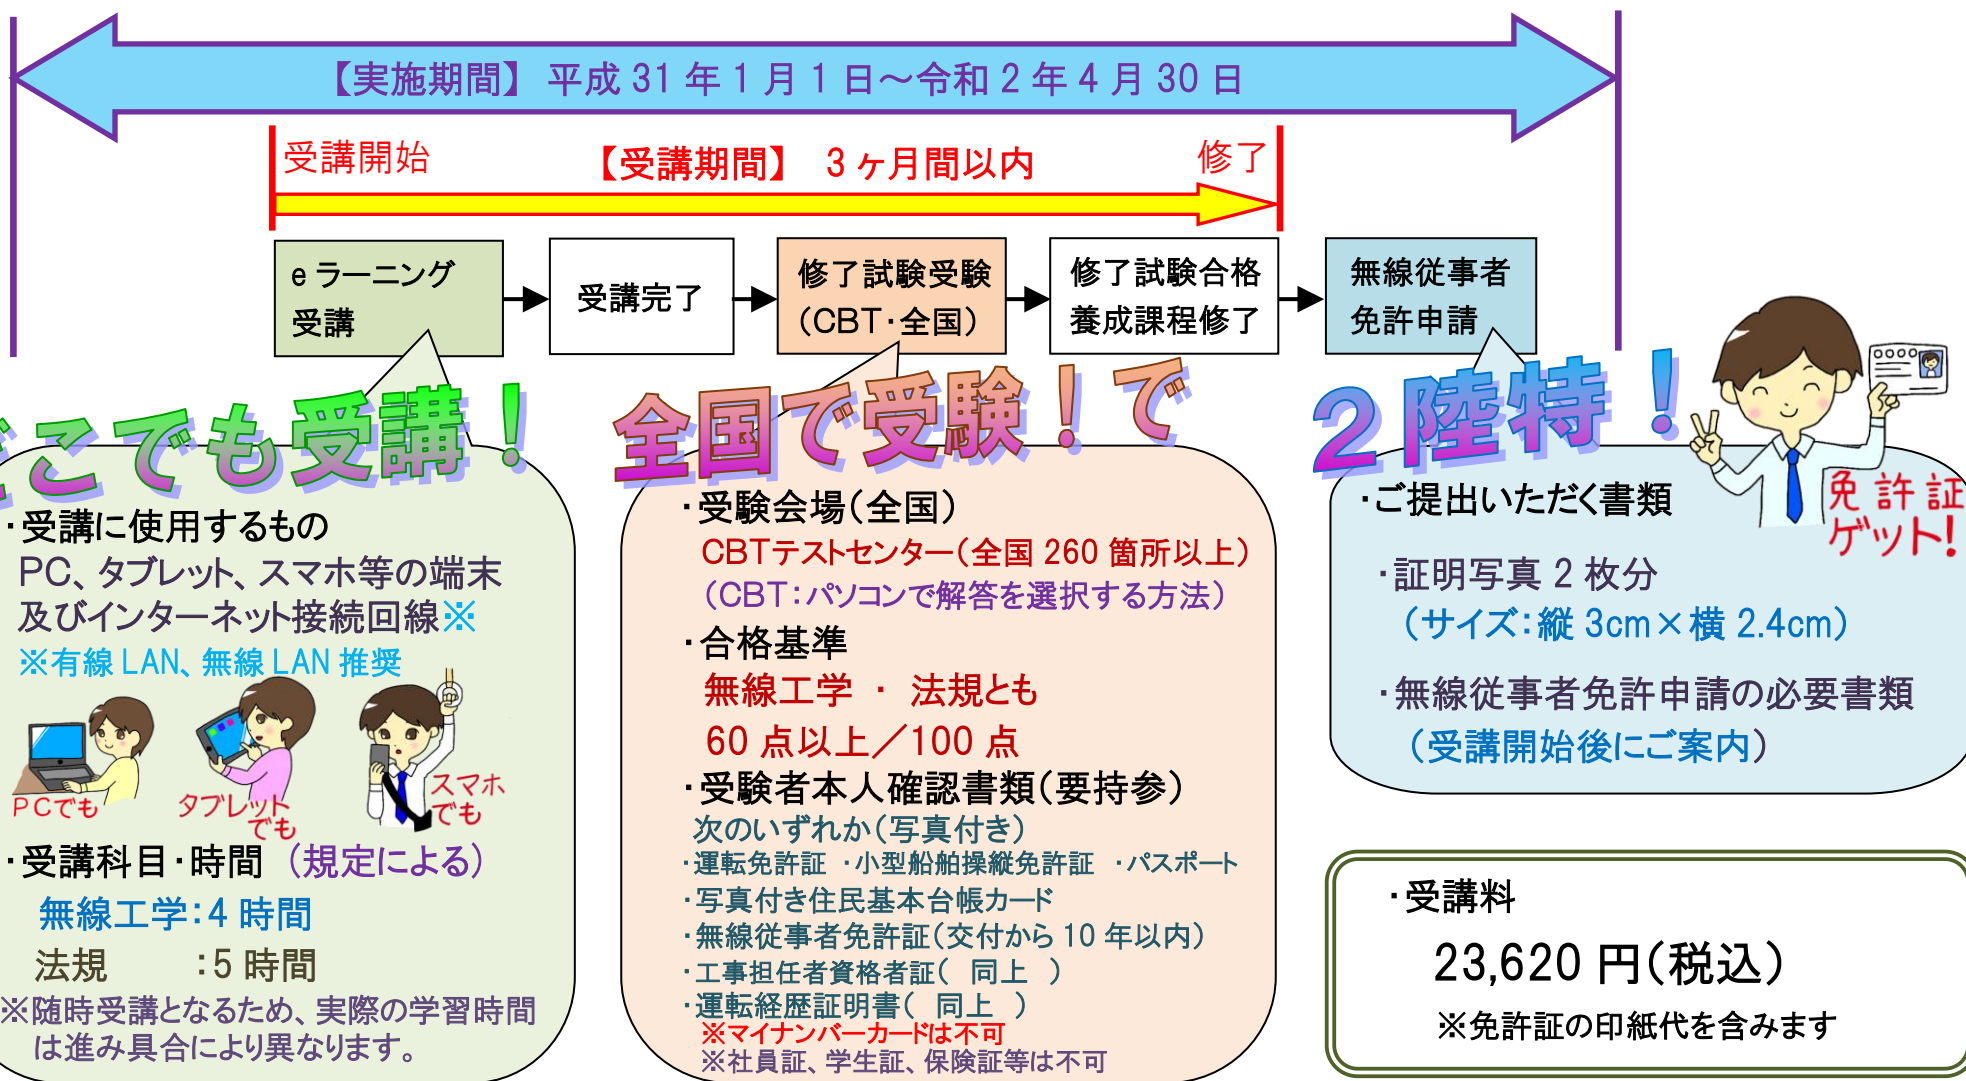 【実施期間】 平成 31 年 1 月 1 日～令和 2 年 4 月 30 日
受講開始 【受講期間】 3 ヶ月間以内 修了
e ラーニング
受講
受講完了
修了試験受験
（CBT・全国）
修了試験合格
養成課程修了
無線従事者
免許申請
どこでも受講！
・受講に使用するもの
PC、タブレット、スマホ等の端末
及びインターネット接続回線※
※有線 LAN、無線 LAN 推奨
PCでも
タブレット
でも
スマホ
でも
・受講科目・時間 （規定による）
無線工学：4 時間
法規 ：5 時間
※随時受講となるため、実際の学習時間
は進み具合により異なります。
全国で受験！で
・受験会場（全国）
CBTテストセンター（全国 260 箇所以上）
（CBT：パソコンで解答を選択する方法）
・合格基準
無線工学 ・ 法規とも
60 点以上／100 点
・受験者本人確認書類（要持参）
次のいずれか（写真付き）
・運転免許証 ・小型船舶操縦免許証 ・パスポート
・写真付き住民基本台帳カード
・無線従事者免許証（交付から 10 年以内）
・工事担任者資格者証（ 同上 ）
・運転経歴証明書（ 同上 ）
※マイナンバーカードは不可
※社員証、学生証、保険証等は不可
２陸特！
免許証
ゲット!
・ご提出いただく書類
・証明写真 2 枚分
（サイズ：縦 3cm×横 2.4cm）
・無線従事者免許申請の必要書類
（受講開始後にご案内）
・受講料
23,620 円（税込）
※免許証の印紙代を含みます